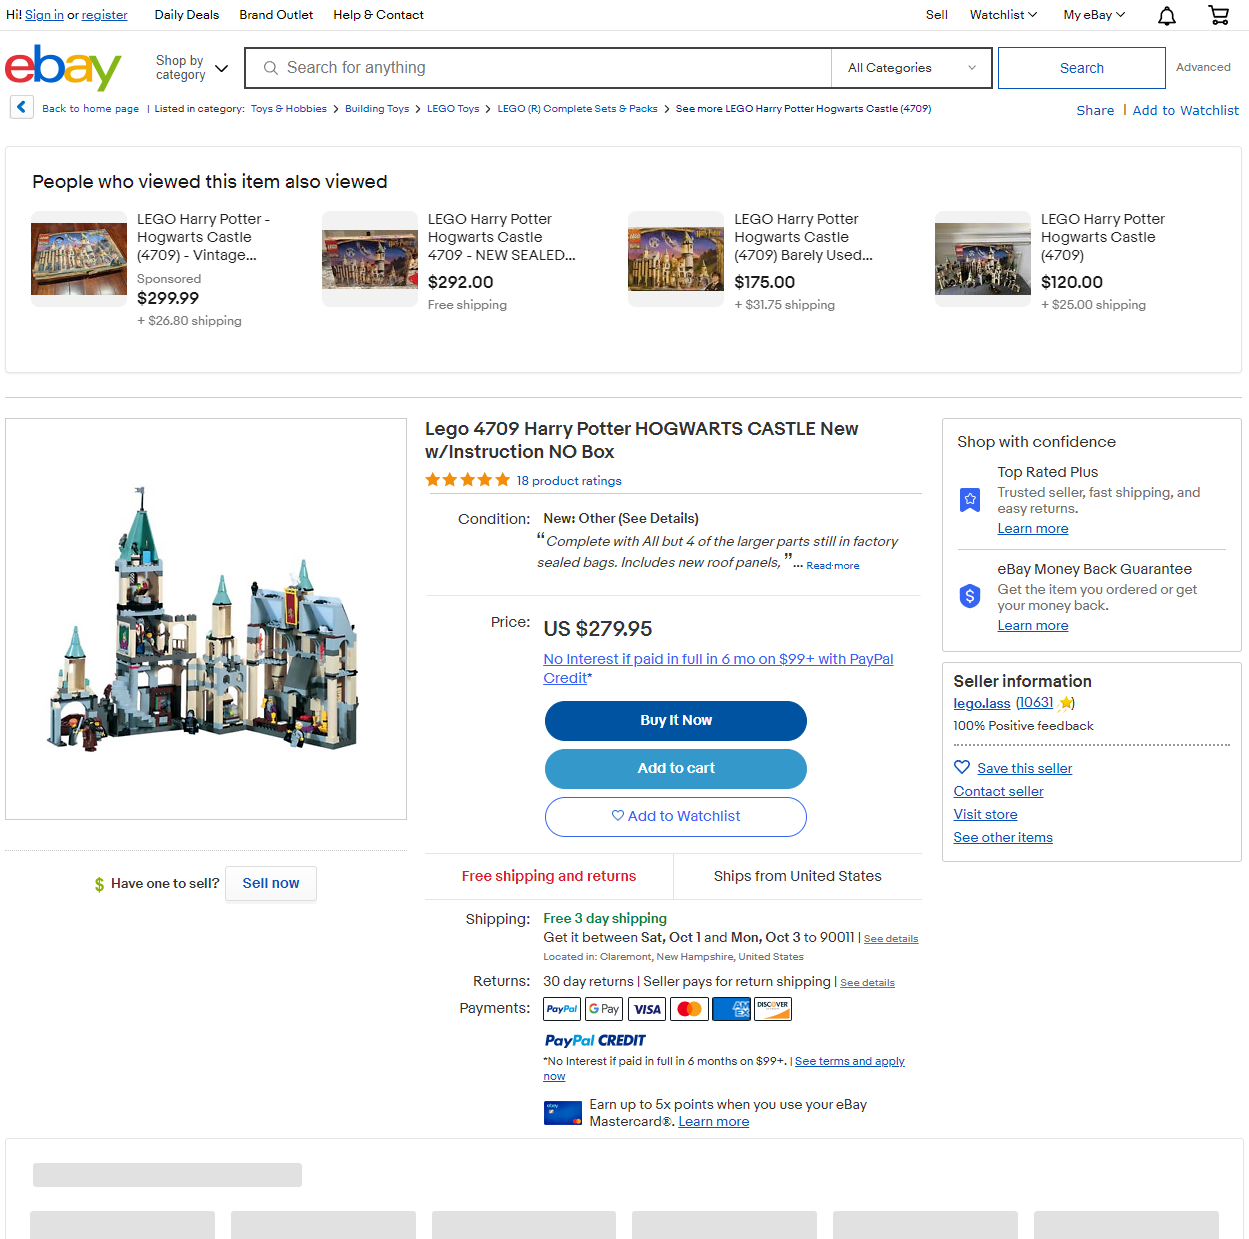 Hi! Sign in or register
Daily Deals
Brand Outlet
Help & Contact
Sell
Watchlist
My eBay
ebay
Shop by
category
Search for anything
All Categories
Search
Advanced
Back to home page | Listed in category: Toys & Hobbies > Building Toys > LEGO Toys > LEGO (R) Complete Sets & Packs > See more LEGO Harry Potter Hogwarts Castle (4709)
Share | Add to Watchlist
People who viewed this item also viewed
LEGO Harry Potter -
Hogwarts Castle
(4709) - Vintage...
Sponsored
$299.99
+ $26.80 shipping
LEGO Harry Potter
Hogwarts Castle
4709 - NEW SEALED...
$292.00
Free shipping
LEGO Harry Potter
Hogwarts Castle
(4709) Barely Used...
$175.00
+ $31.75 shipping
LEGO Harry Potter
Hogwarts Castle
(4709)
$120.00
+ $25.00 shipping
Lego 4709 Harry Potter HOGWARTS CASTLE New
w/Instruction NO Box
18 product ratings
Condition: New: Other (See Details)
“Complete with All but 4 of the larger parts still in factory
sealed bags. Includes new roof panels, ”... Read more
Price: US $279.95
No Interest if paid in full in 6 mo on $99+ with PayPal
Credit*
Buy It Now
Add to cart
Add to Watchlist
Free shipping and returns
Ships from United States
Shipping: Free 3 day shipping
Get it between Sat, Oct 1 and Mon, Oct 3 to 90011 | See details
Located in: Claremont, New Hampshire, United States
Returns: 30 day returns | Seller pays for return shipping | See details
Payments: PayPal G Pay VISA AMEX DISCOVER
PayPal CREDIT
*No Interest if paid in full in 6 months on $99+. | See terms and apply
now
Earn up to 5x points when you use your eBay
Mastercard®. Learn more
$ Have one to sell? Sell now
Shop with confidence
Top Rated Plus
Trusted seller, fast shipping, and
easy returns.
Learn more
eBay Money Back Guarantee
Get the item you ordered or get
your money back.
Learn more
Seller information
lego.lass (10631)
100% Positive feedback
Save this seller
Contact seller
Visit store
See other items